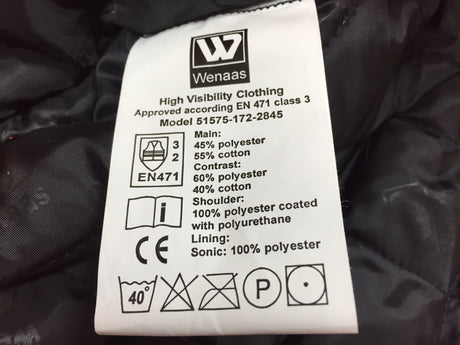 W
Wenaas
High Visibility Clothing
Approved according EN 471 class 3
Model 51575-172-2845
3
2
EN471
Main:
45% polyester
55% cotton
Contrast:
60% polyester
40% cotton
Shoulder:
100% polyester coated
with polyurethane
Lining:
Sonic: 100% polyester
i
CE
40°
P